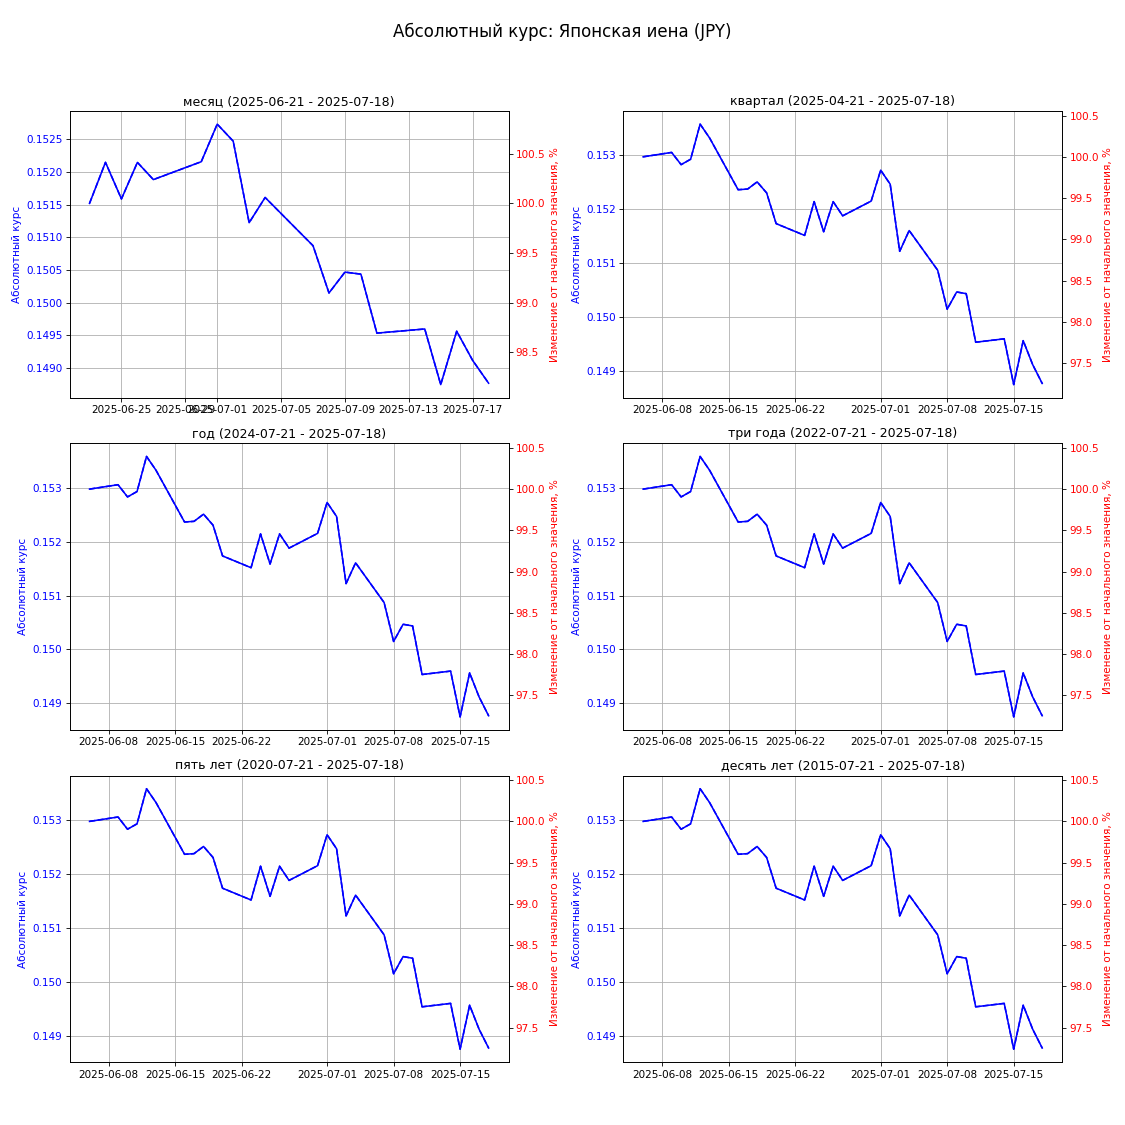 Абсолютный курс: Японская иена (JPY)
месяц (2025-06-21 - 2025-07-18)
Абсолютный курс
0.1525
0.1520
0.1515
0.1510
0.1505
0.1500
0.1495
0.1490
100.5
100.0
99.5
99.0
98.5
Изменение от начального значения, %
2025-06-25 2025-06-29 2025-07-01 2025-07-05 2025-07-09 2025-07-13 2025-07-17
квартал (2025-04-21 - 2025-07-18)
Абсолютный курс
0.153
0.152
0.151
0.150
0.149
100.5
100.0
99.5
99.0
98.5
98.0
97.5
Изменение от начального значения, %
2025-06-08 2025-06-15 2025-06-22 2025-07-01 2025-07-08 2025-07-15
год (2024-07-21 - 2025-07-18)
Абсолютный курс
0.153
0.152
0.151
0.150
0.149
100.5
100.0
99.5
99.0
98.5
98.0
97.5
Изменение от начального значения, %
2025-06-08 2025-06-15 2025-06-22 2025-07-01 2025-07-08 2025-07-15
три года (2022-07-21 - 2025-07-18)
Абсолютный курс
0.153
0.152
0.151
0.150
0.149
100.5
100.0
99.5
99.0
98.5
98.0
97.5
Изменение от начального значения, %
2025-06-08 2025-06-15 2025-06-22 2025-07-01 2025-07-08 2025-07-15
пять лет (2020-07-21 - 2025-07-18)
Абсолютный курс
0.153
0.152
0.151
0.150
0.149
100.5
100.0
99.5
99.0
98.5
98.0
97.5
Изменение от начального значения, %
2025-06-08 2025-06-15 2025-06-22 2025-07-01 2025-07-08 2025-07-15
десять лет (2015-07-21 - 2025-07-18)
Абсолютный курс
0.153
0.152
0.151
0.150
0.149
100.5
100.0
99.5
99.0
98.5
98.0
97.5
Изменение от начального значения, %
2025-06-08 2025-06-15 2025-06-22 2025-07-01 2025-07-08 2025-07-15